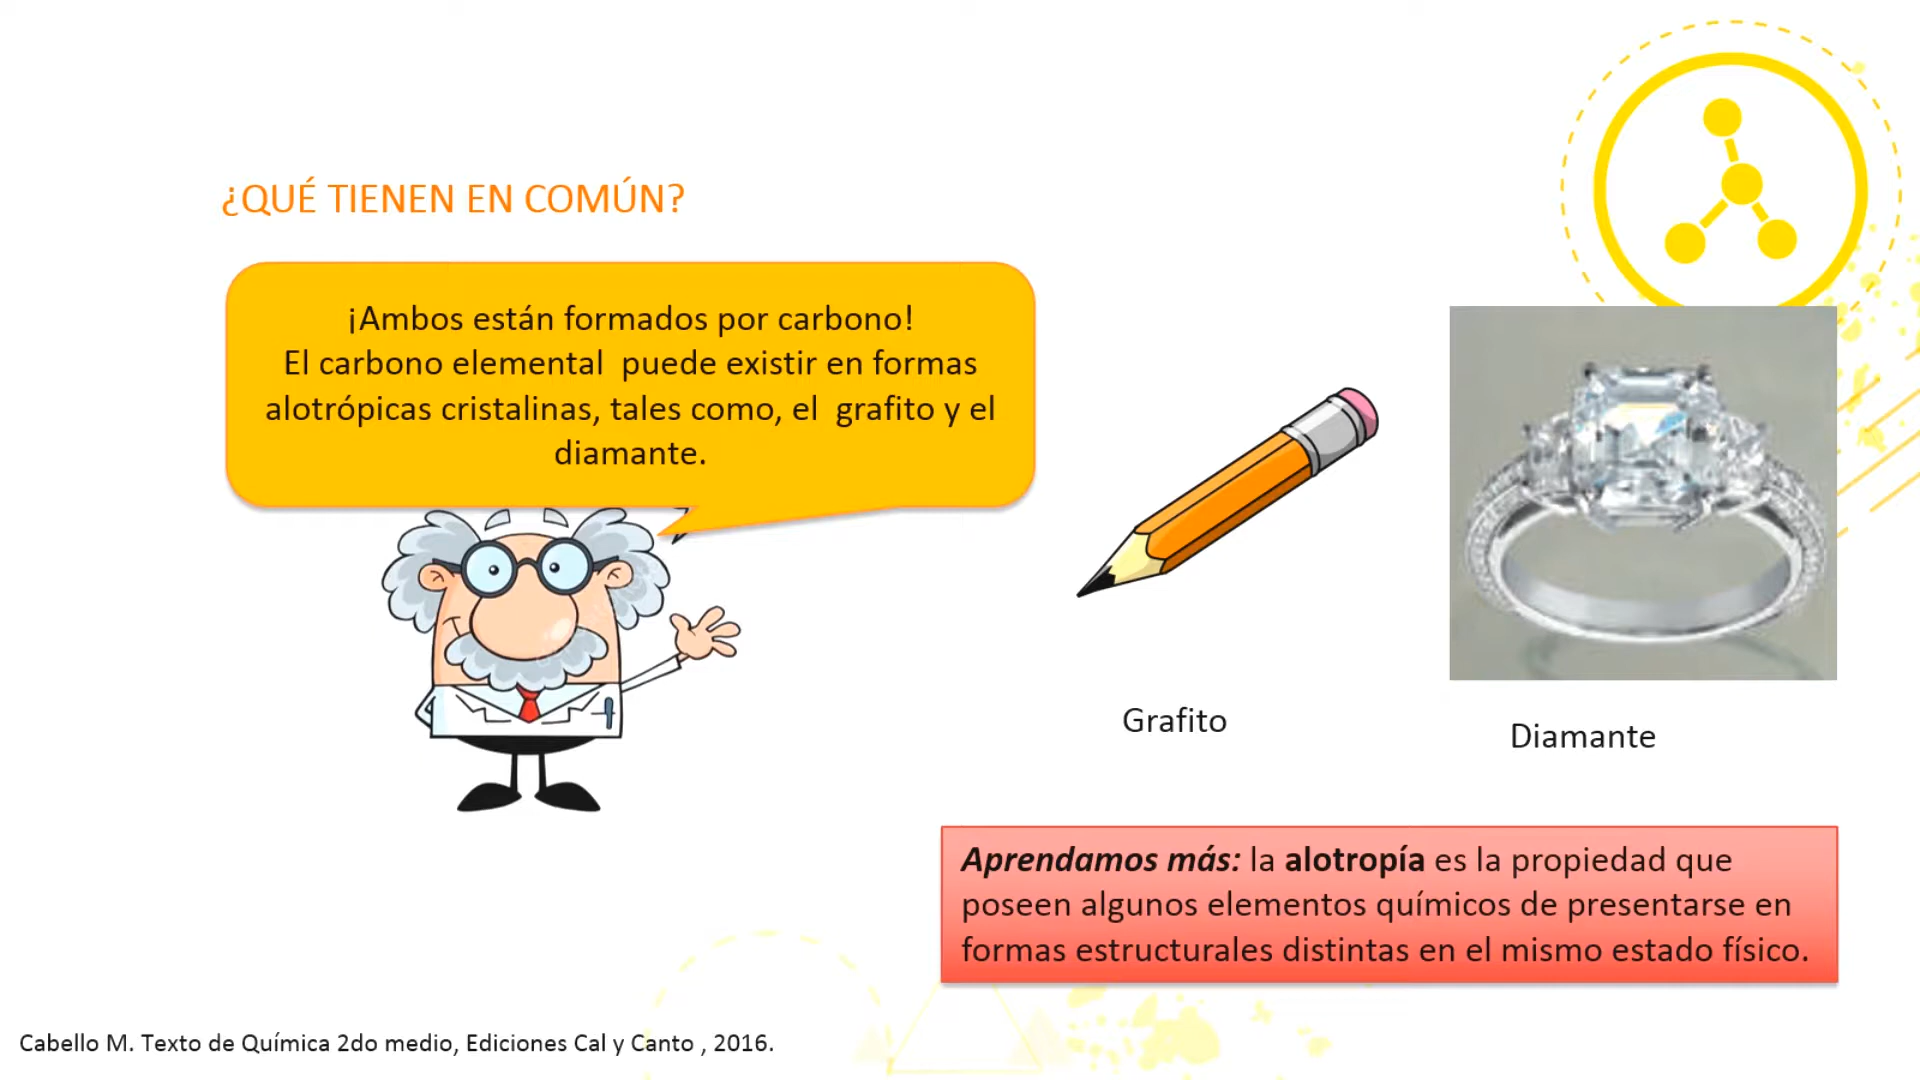 ¿QUÉ TIENEN EN COMÚN?
¡Ambos están formados por carbono!
El carbono elemental puede existir en formas
alotrópicas cristalinas, tales como, el grafito y el
diamante.
Grafito
Diamante
Aprendamos más: la alotropía es la propiedad que
poseen algunos elementos químicos de presentarse en
formas estructurales distintas en el mismo estado físico.
Cabello M. Texto de Química 2do medio, Ediciones Cal y Canto , 2016.